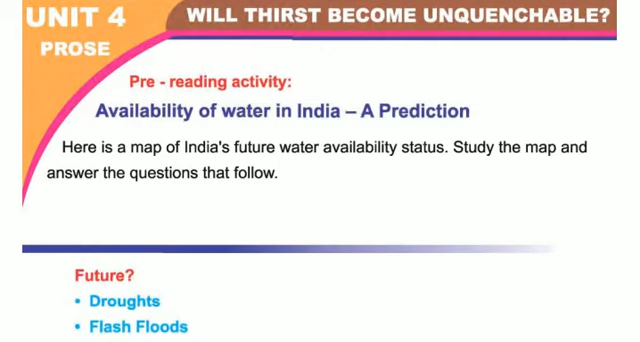 UNIT 4
WILL THIRST BECOME UNQUENCHABLE?
PROSE
Pre - reading activity:
Availability of water in India – A Prediction
Here is a map of India's future water availability status. Study the map and
answer the questions that follow.
Future?
• Droughts
• Flash Floods